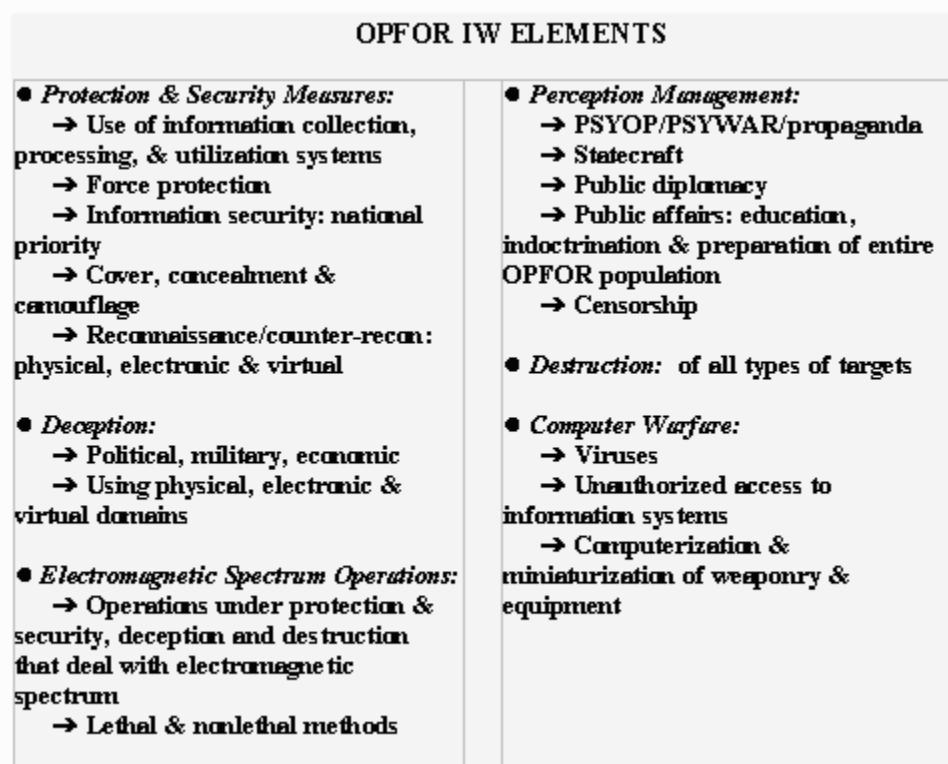 OPFOR IW ELEMENTS
● Protection & Security Measures:
→ Use of information collection,
processing, & utilization systems
→ Force protection
→ Information security: national
priority
→ Cover, concealment &
camouflage
→ Reconnaissance/counter-recon:
physical, electronic & virtual
● Deception:
→ Political, military, economic
→ Using physical, electronic &
virtual domains
● Electromagnetic Spectrum Operations:
→ Operations under protection &
security, deception and destruction
that deal with electromagnetic
spectrum
→ Lethal & nonlethal methods
● Perception Management:
→ PSYOP/PSYWAR/propaganda
→ Statecraft
→ Public diplomacy
→ Public affairs: education,
indoctrination & preparation of entire
OPFOR population
→ Censorship
● Destruction: of all types of targets
● Computer Warfare:
→ Viruses
→ Unauthorized access to
information systems
→ Computerization &
miniaturization of weaponry &
equipment